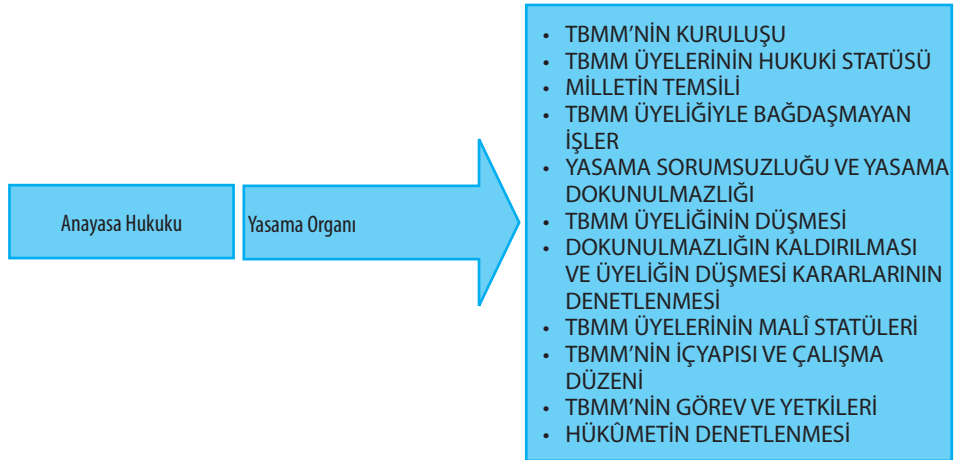 Anayasa Hukuku
Yasama Organı
• TBMM'NİN KURULUŞU
• TBMM ÜYELERİNİN HUKUKİ STATÜSÜ
• MİLLETİN TEMSİLİ
• TBMM ÜYELİĞİYLE BAĞDAŞMAYAN
İŞLER
• YASAMA SORUMSUZLUĞU VE YASAMA
DOKUNULMAZLIĞI
• TBMM ÜYELİĞİNİN DÜŞMESİ
• DOKUNULMAZLIĞIN KALDIRILMASI
VE ÜYELİĞİN DÜŞMESİ KARARLARININ
DENETLENMESİ
• TBMM ÜYELERİNİN MALÎ STATÜLERİ
• TBMM'NİN İÇYAPISI VE ÇALIŞMA
DÜZENİ
• TBMM'NİN GÖREV VE YETKİLERİ
• HÜKÛMETİN DENETLENMESİ